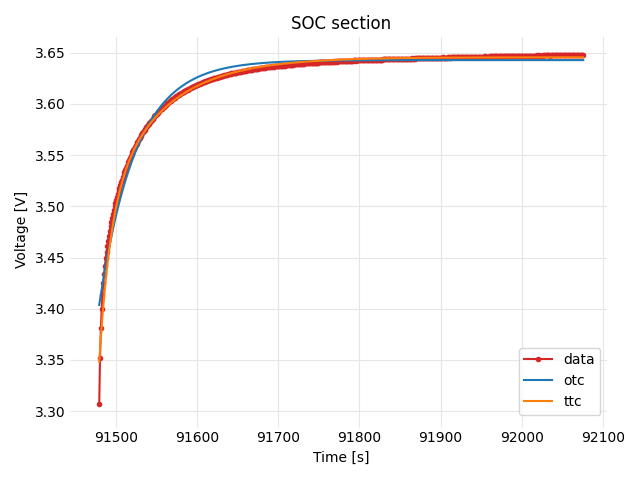 SOC section
3.65
3.60
3.55
3.50
3.45
3.40
3.35
3.30
Voltage [V]
91500 91600 91700 91800 91900 92000 92100
Time [s]
data
otc
ttc